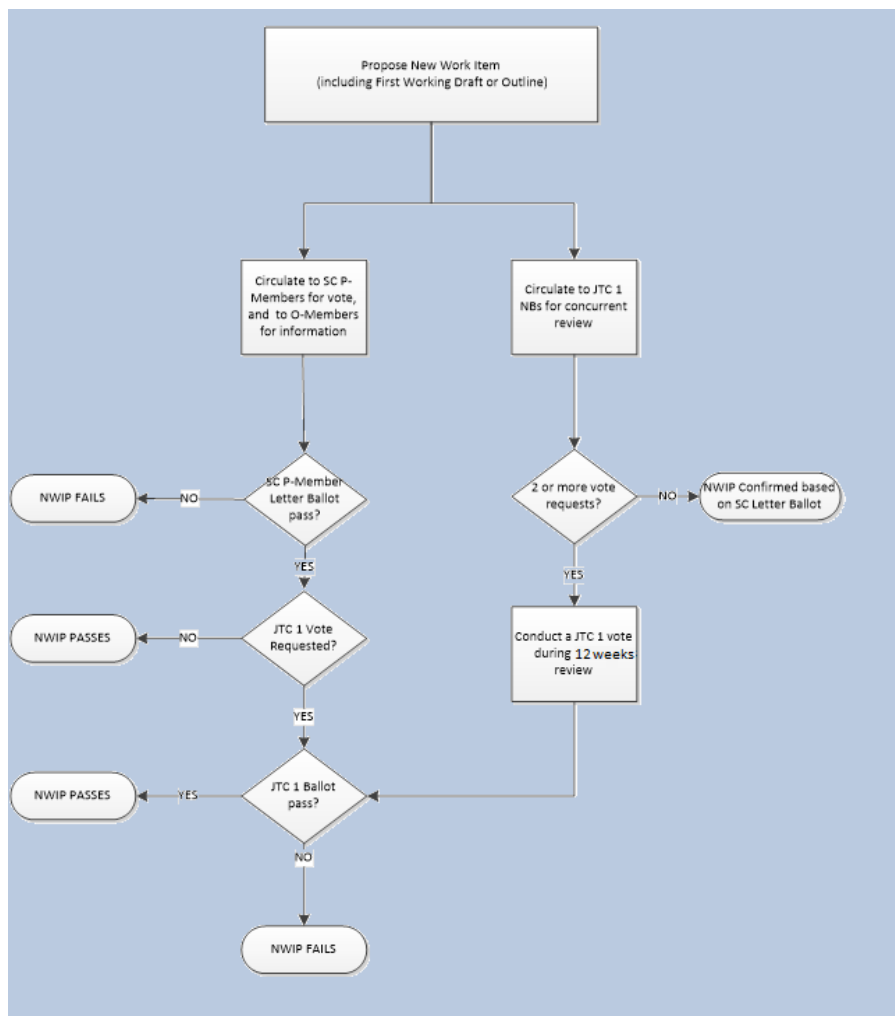 Propose New Work Item
(including First Working Draft or Outline)
Circulate to SC P-
Members for vote,
and to O-Members
for information
Circulate to JTC 1
NBs for concurrent
review
SC P-Member
Letter Ballot
pass?
NO
NWIP FAILS
2 or more vote
requests?
NO
NWIP Confirmed based
on SC Letter Ballot
YES
YES
JTC 1 Vote
Requested?
NO
NWIP PASSES
Conduct a JTC 1 vote
during 12 weeks
review
YES
JTC 1 Ballot
pass?
YES
NWIP PASSES
NO
NWIP FAILS